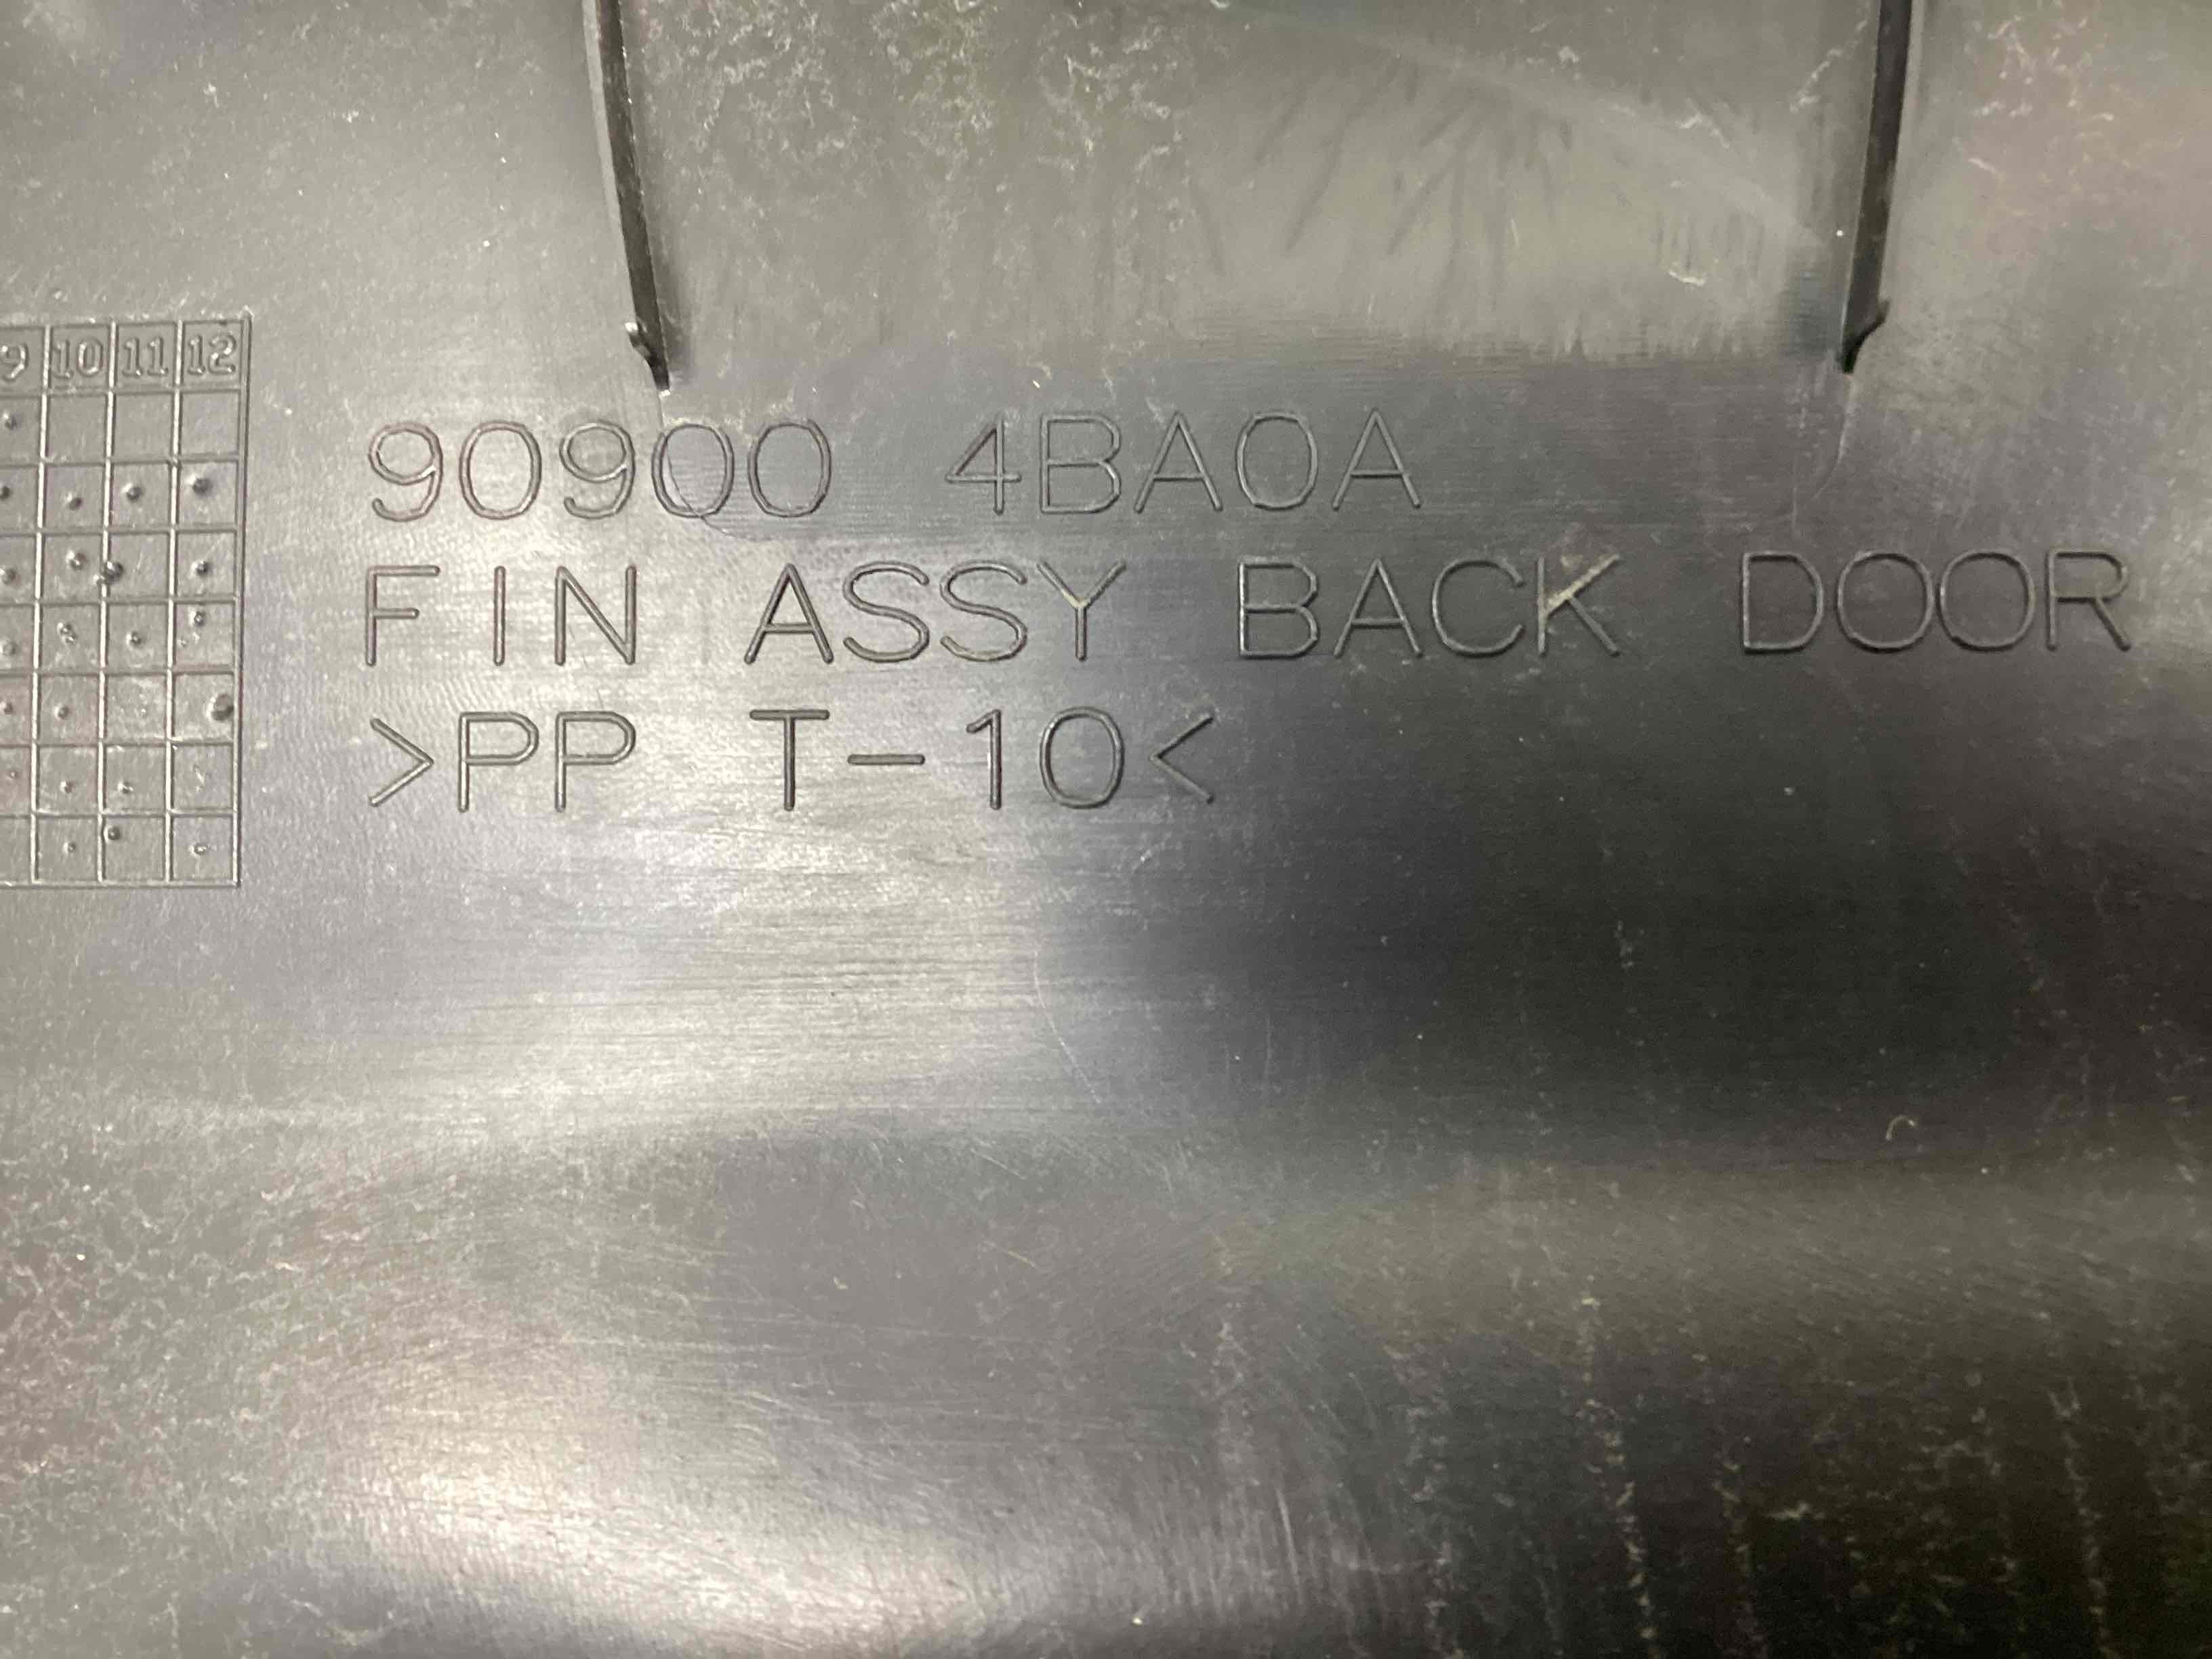 9 10 11 12
90900 4BA0A
FIN ASSY BACK DOOR
>PP T-10<